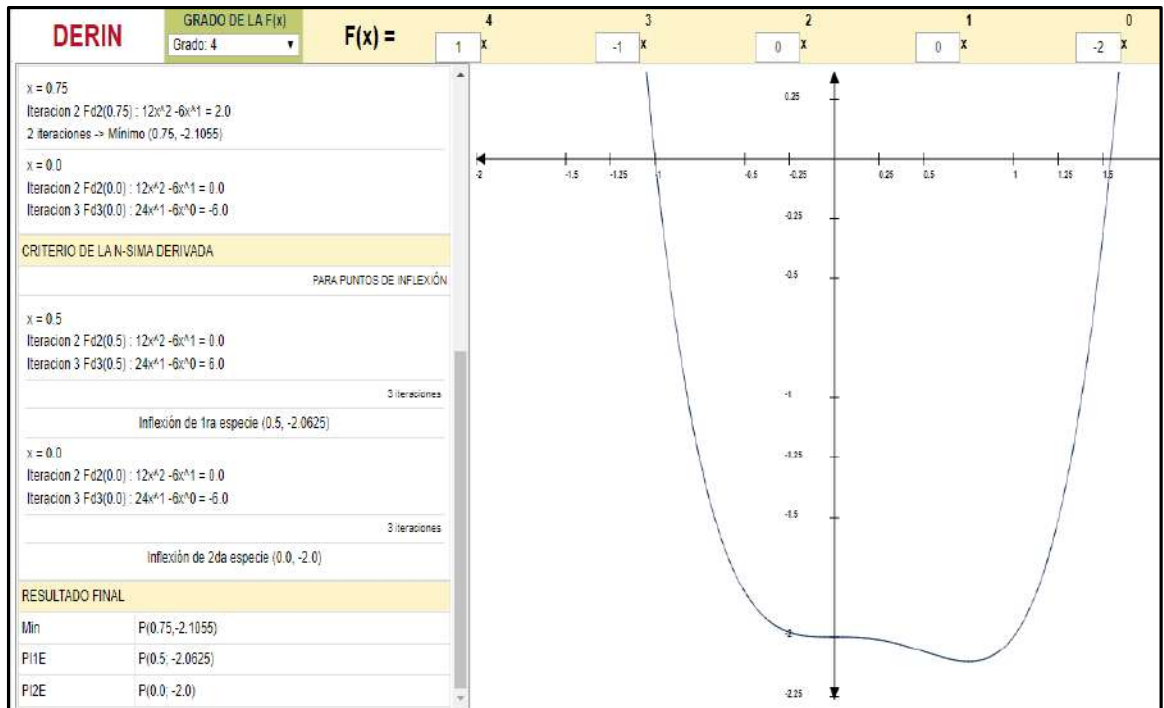 DERIN
GRADO DE LA F(x)
Grado: 4
F(x) =
4 3 2 1 0
1 x -1 x 0 x 0 x -2 x
x = 0.75
Iteracion 2 Fd2(0.75) : 12x^2 -6x^1 = 2.0
2 iteraciones -> Mínimo (0.75, -2.1055)
x = 0.0
Iteracion 2 Fd2(0.0) : 12x^2 -6x^1 = 0.0
Iteracion 3 Fd3(0.0) : 24x^1 -6x^0 = -6.0
CRITERIO DE LA N-SIMA DERIVADA
PARA PUNTOS DE INFLEXIÓN
x = 0.5
Iteracion 2 Fd2(0.5) : 12x^2 -6x^1 = 0.0
Iteracion 3 Fd3(0.5) : 24x^1 -6x^0 = 6.0
3 iteraciones
Inflexión de 1ra especie (0.5, -2.0625)
x = 0.0
Iteracion 2 Fd2(0.0) : 12x^2 -6x^1 = 0.0
Iteracion 3 Fd3(0.0) : 24x^1 -6x^0 = -6.0
3 iteraciones
Inflexión de 2da especie (0.0, -2.0)
RESULTADO FINAL
Min P(0.75,-2.1055)
PI1E P(0.5; -2.0625)
PI2E P(0.0; -2.0)
0.25
-2 -1.5 -1.25 -1 -0.5 -0.25 0.25 0.5 1 1.25 1.5
-0.25
-0.5
-1
-1.25
-1.5
-2
-2.25